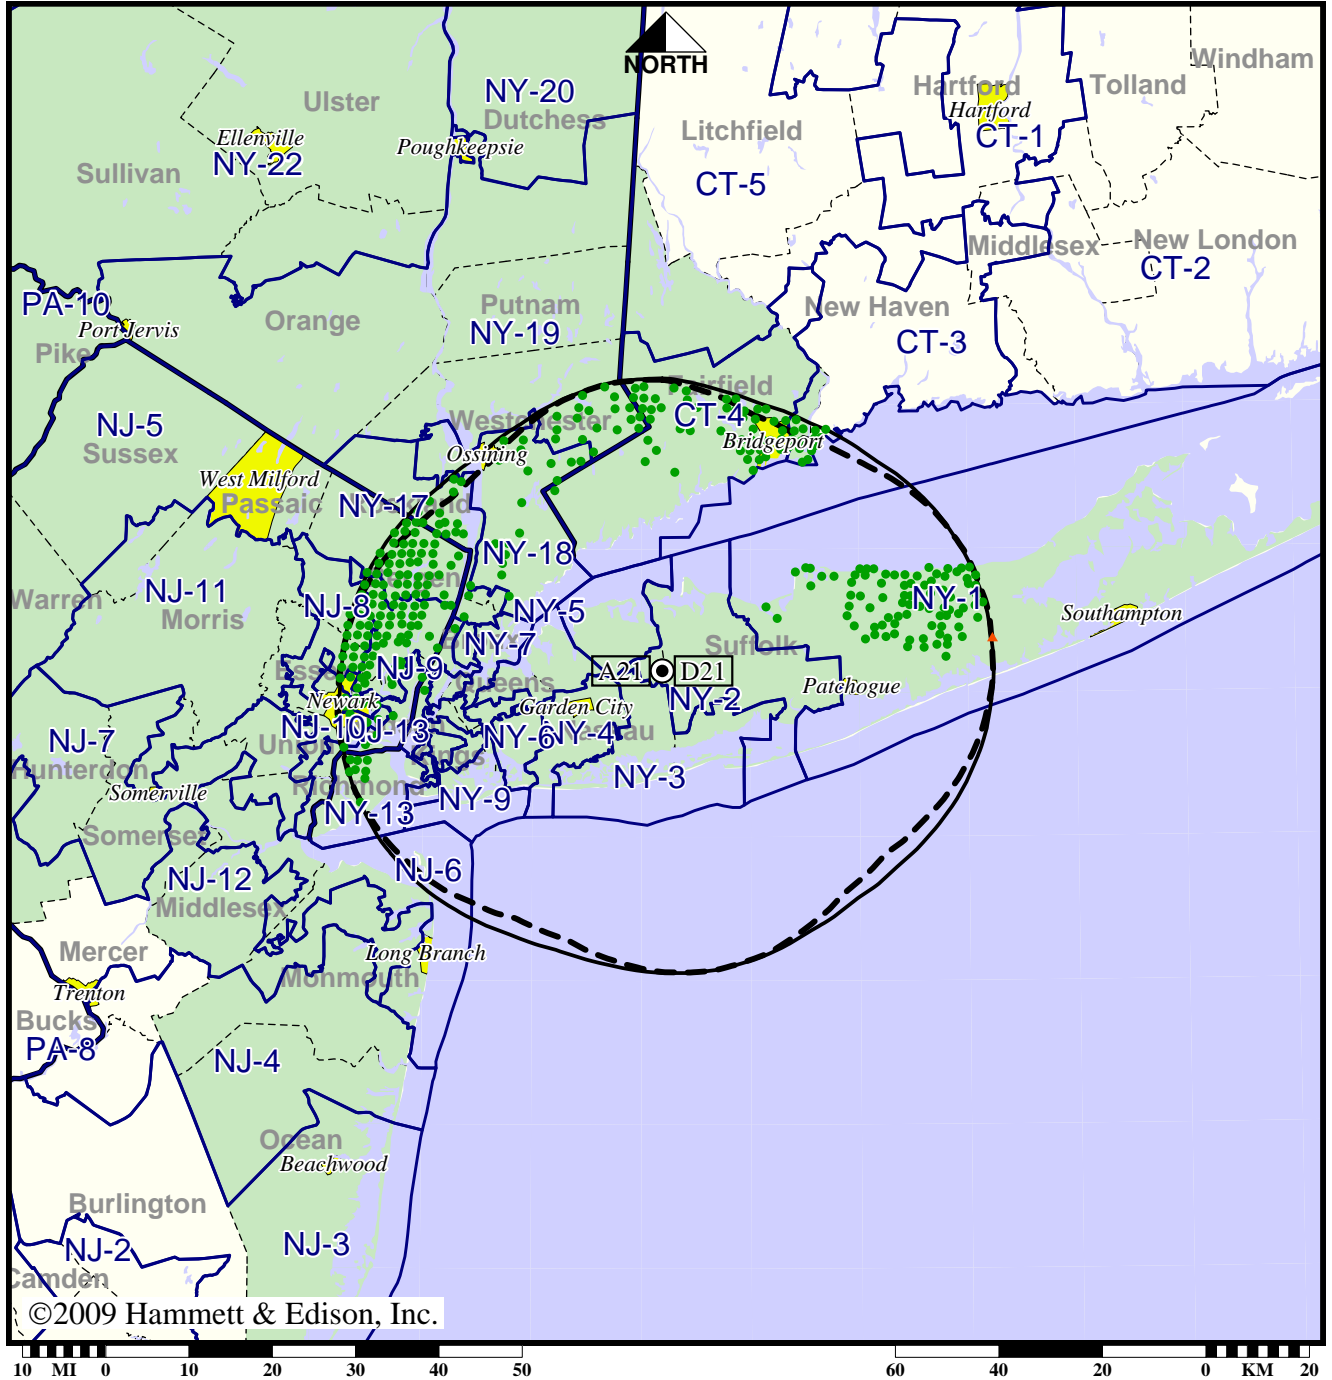 NORTH
Windham
Hartford
Tolland
Hartford
CT-1
NY-20
Dutchess
Ulster
Ellenville
NY-22
Poughkeepsie
Litchfield
CT-5
Sullivan
Middlesex
New London
CT-2
PA-10
Port Jervis
Pike
Orange
Putnam
NY-19
New Haven
CT-3
Fairfield
CT-4
Bridgeport
NJ-5
Sussex
Westchester
Ossining
West Milford
Passaic
NY-17
NY-18
NJ-11
Morris
Warren
NJ-8
NY-5
NY-7
NY-1
Southampton
Suffolk
NJ-9
Queens
A21
D21
NY-2
Patchogue
Newark
Garden City
NJ-10
NJ-13
NY-6
NY-4
Nassau
Union
Kings
NJ-7
Hunterdon
Somerville
Richmond
NY-3
NY-13
NY-9
Somerset
NJ-6
NJ-12
Middlesex
Mercer
Long Branch
Monmouth
Trenton
Bucks
PA-8
NJ-4
Ocean
Beachwood
Burlington
NJ-2
NJ-3
Camden
©2009 Hammett & Edison, Inc.
10 MI 0 10 20 30 40 50
60 40 20 0 KM 20